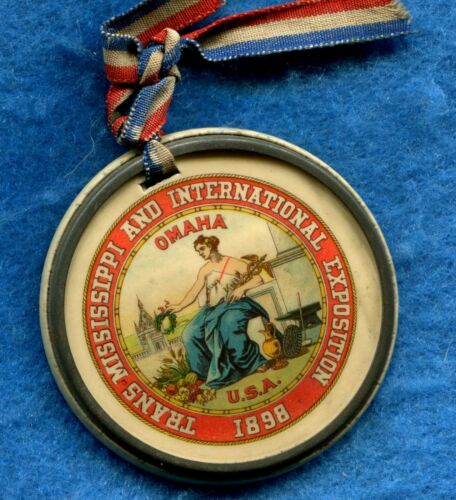 TRANS-MISSISSIPPI AND INTERNATIONAL EXPOSITION
1898
OMAHA
U.S.A.